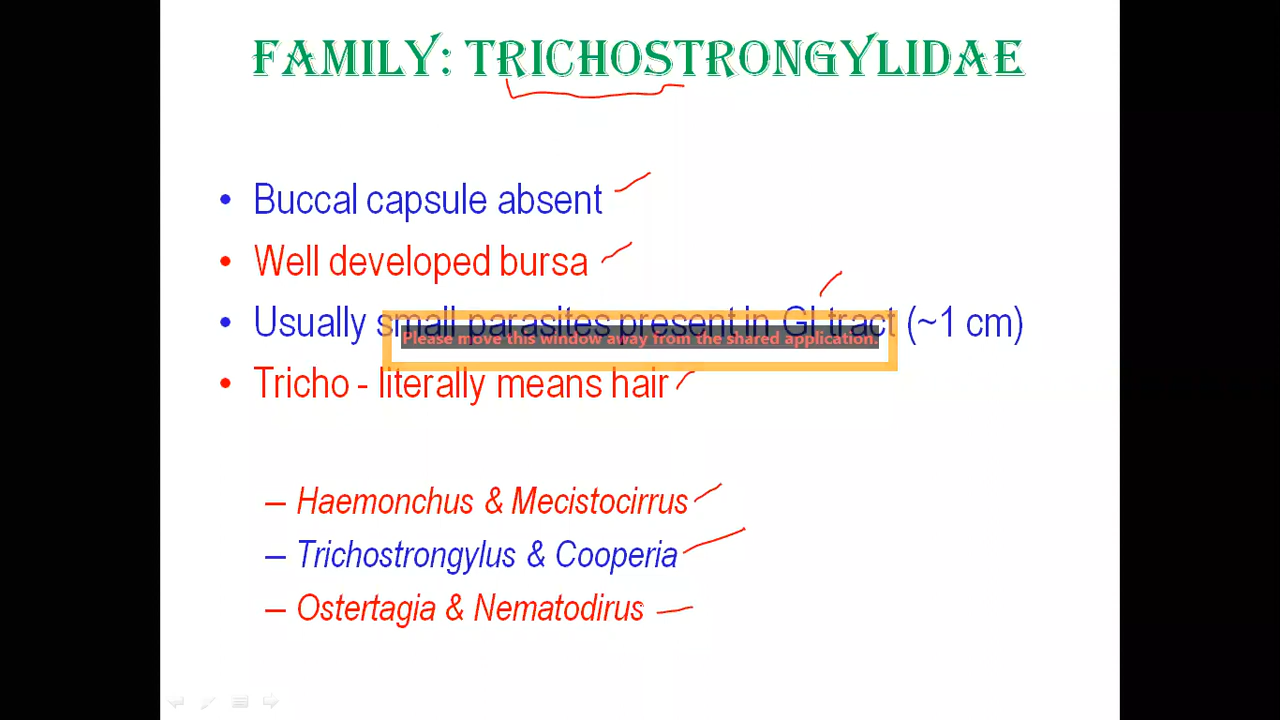 FAMILY: TRICHOSTRONGYLIDAE
• Buccal capsule absent
• Well developed bursa
• Usually small parasites present in GI tract (~1 cm)
Please move this window away from the shared application.
• Tricho - literally means hair
– Haemonchus & Mecistocirrus
– Trichostrongylus & Cooperia
– Ostertagia & Nematodirus